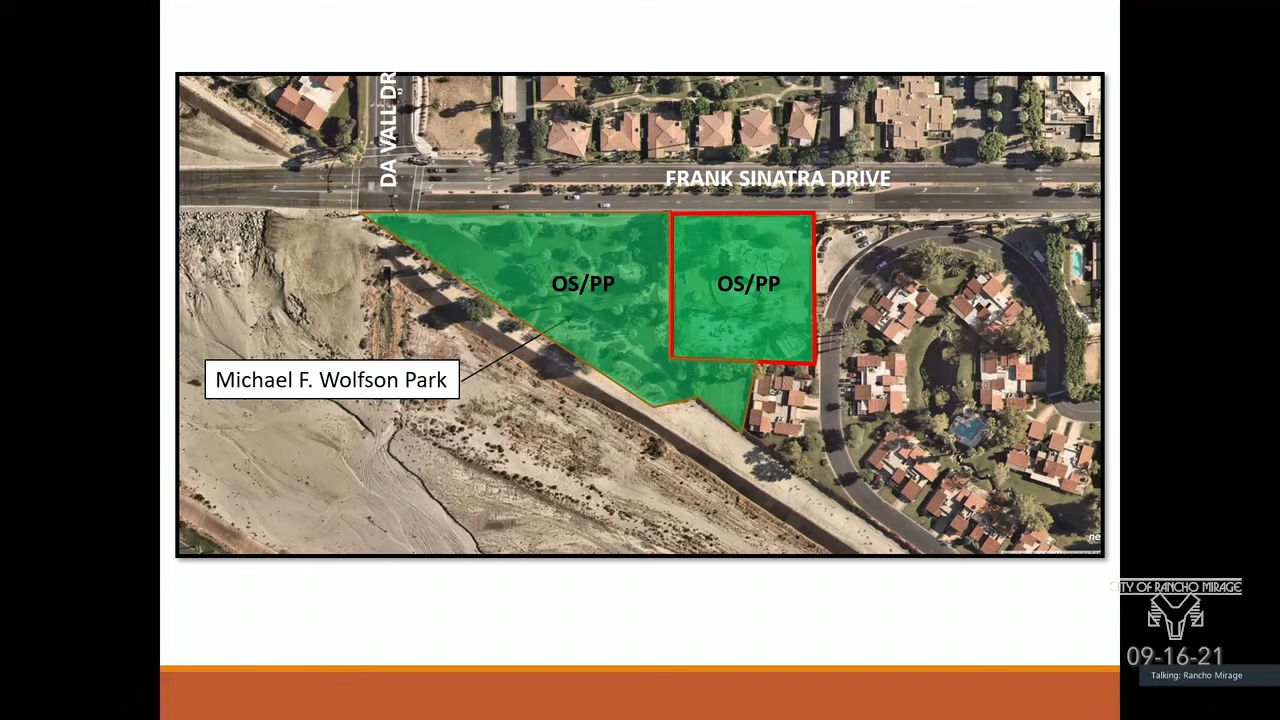 DA VALL DR
FRANK SINATRA DRIVE
OS/PP
OS/PP
Michael F. Wolfson Park
ne
CITY OF RANCHO MIRAGE
09-16-21
Talking: Rancho Mirage